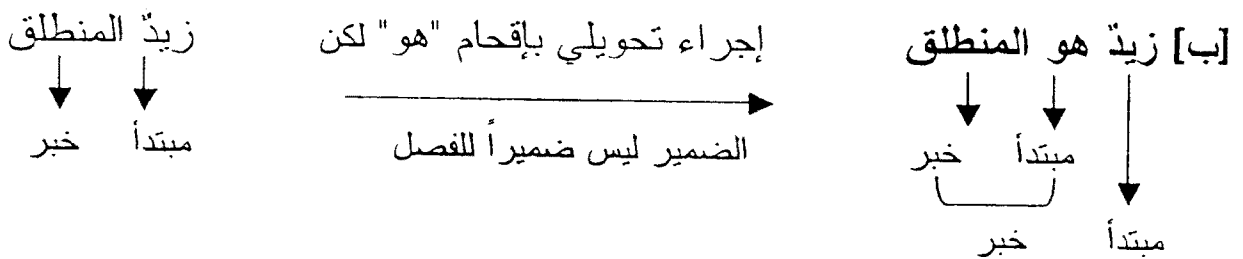 [ب] زيدٌ هو المنطلق
إجراء تحويلي بإقحام "هو" لكن
زيدٌ المنطلق
مبتدأ خبر
الضمير ليس ضميراً للفصل
مبتدأ خبر
مبتدأ خبر